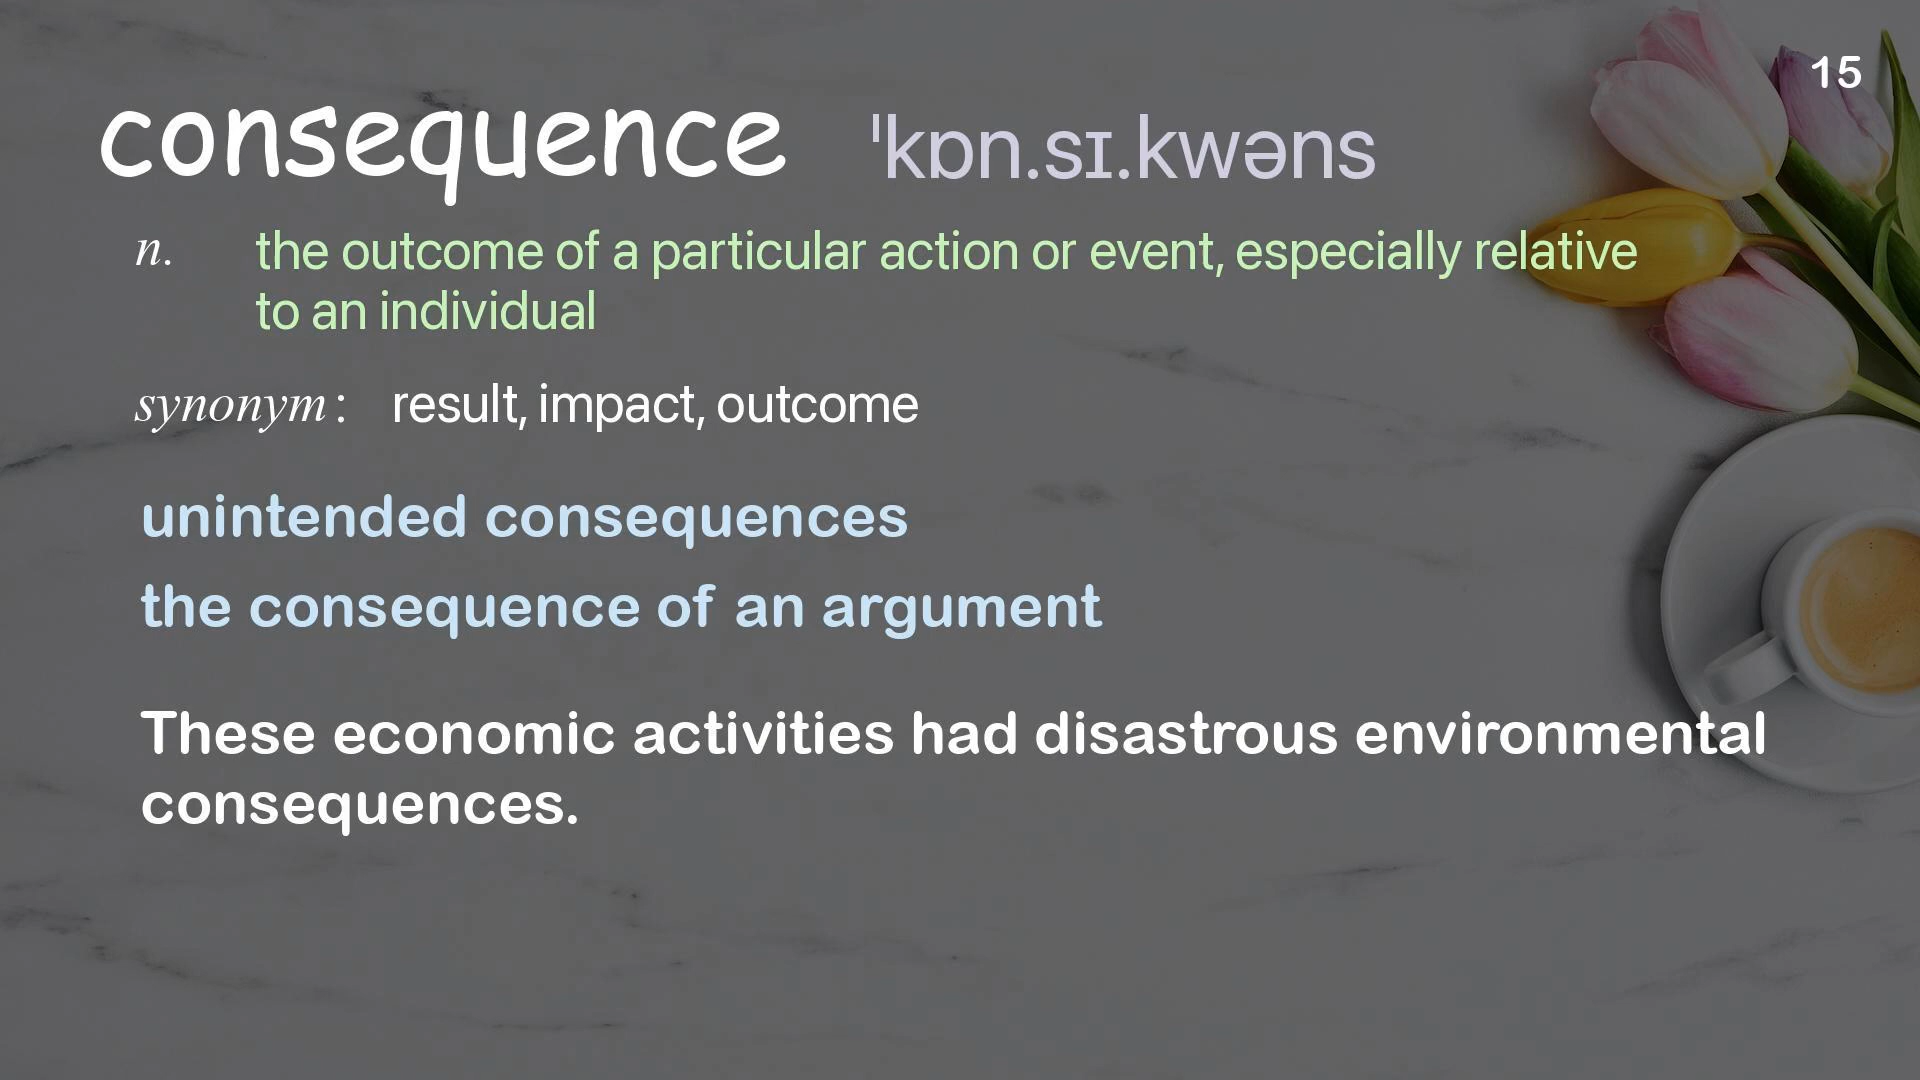 15
consequence ˈkɒn.sɪ.kwəns
n. the outcome of a particular action or event, especially relative
to an individual
synonym: result, impact, outcome
unintended consequences
the consequence of an argument
These economic activities had disastrous environmental
consequences.